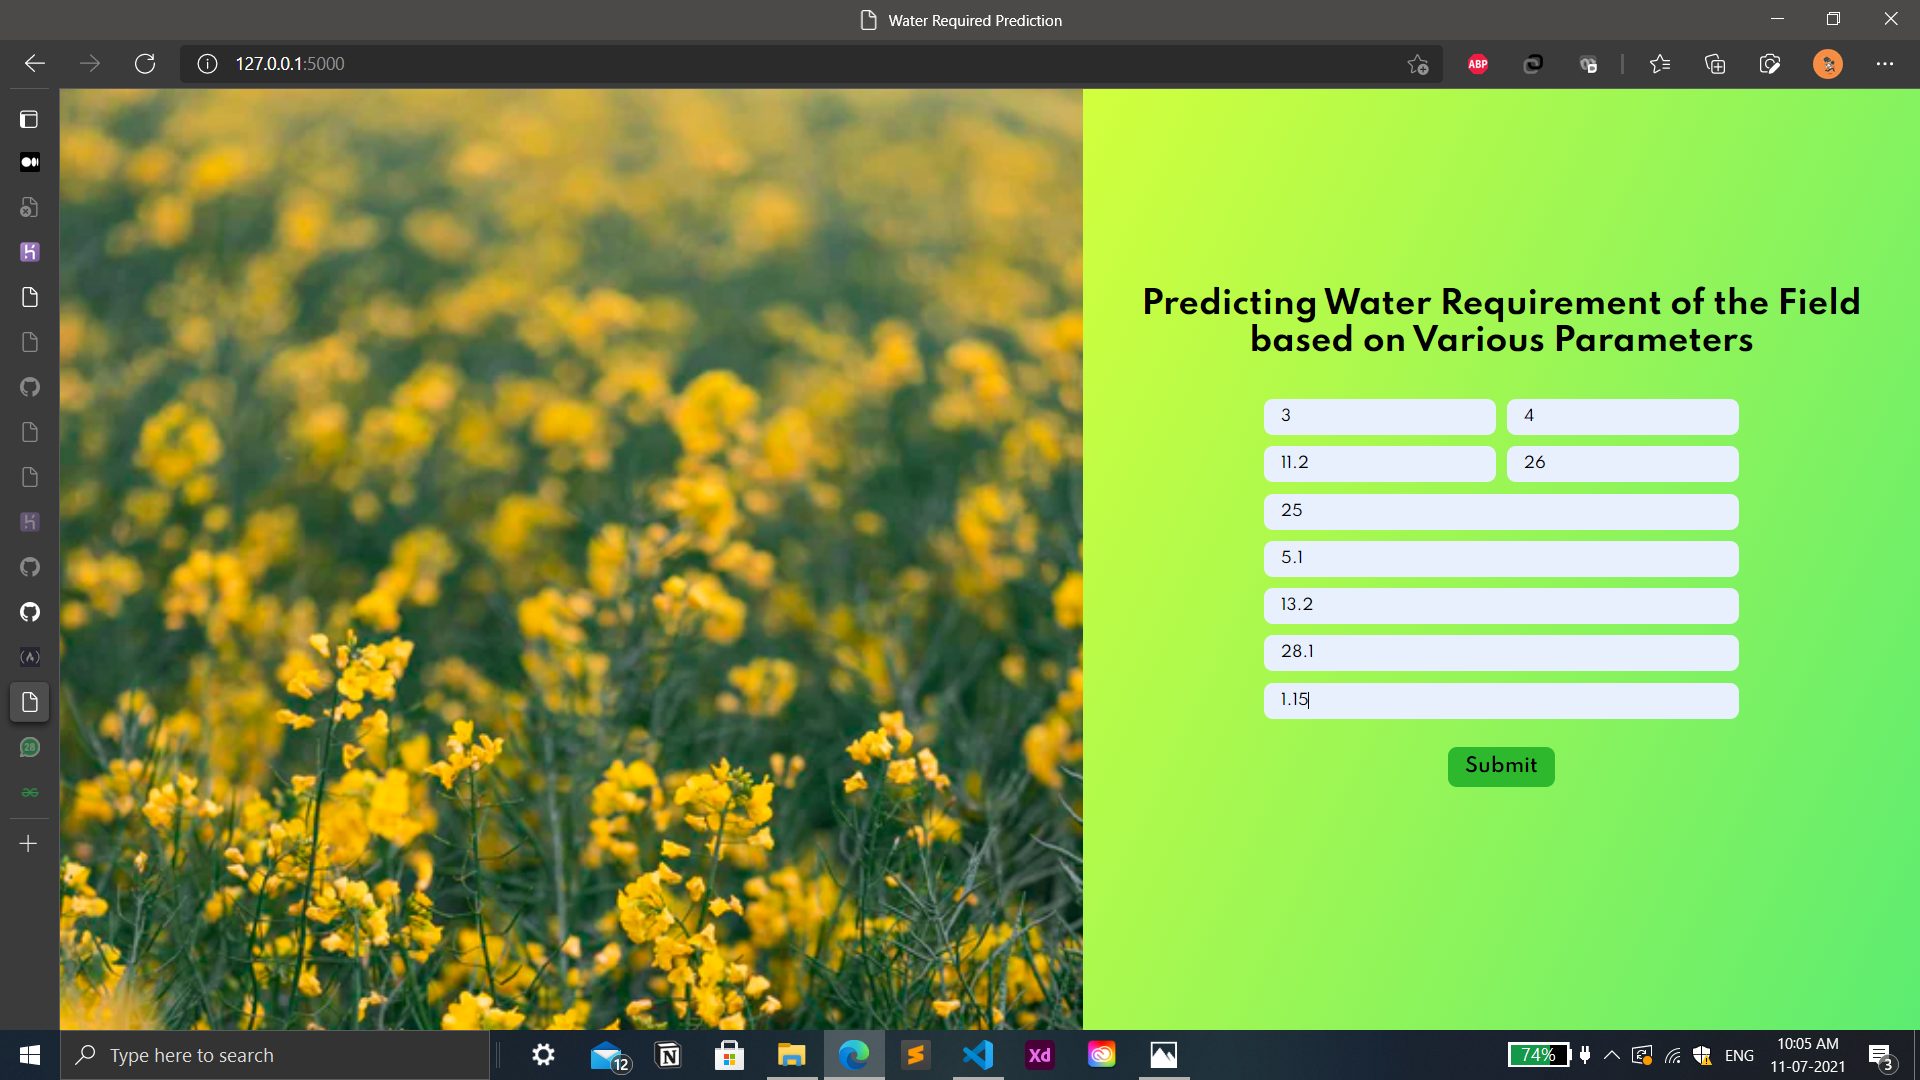 Water Required Prediction
127.0.0.1:5000
ABP
Predicting Water Requirement of the Field
based on Various Parameters
3
4
11.2
26
25
5.1
13.2
28.1
1.15
Submit
28
Type here to search
12
Xd
74%
ENG
10:05 AM
11-07-2021
3